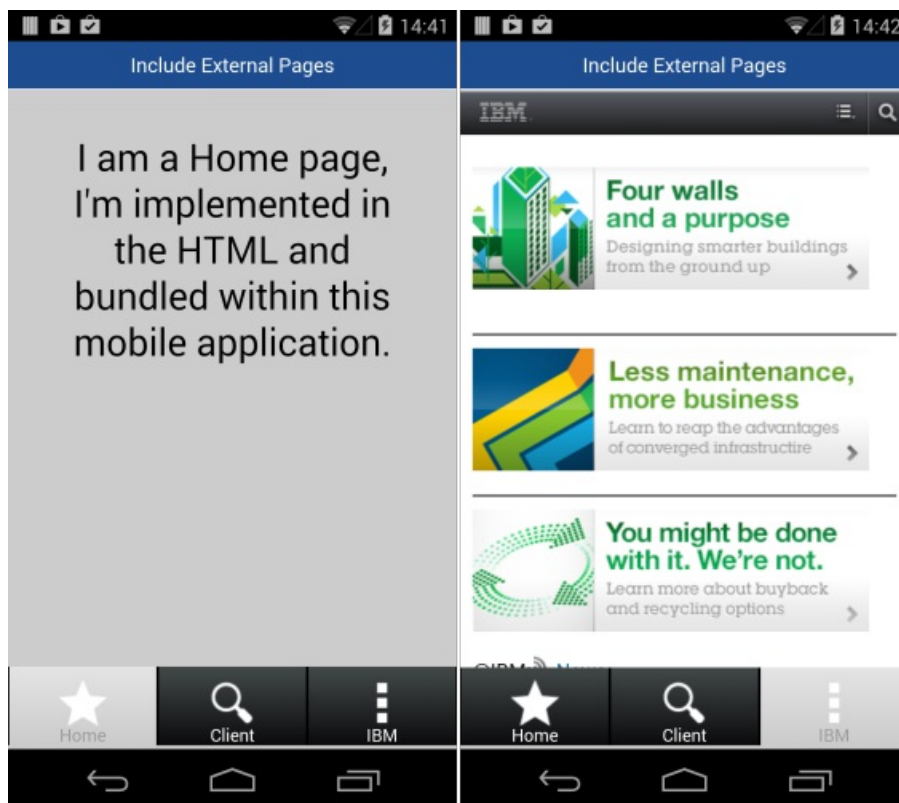 14:41
Include External Pages
I am a Home page,
I'm implemented in
the HTML and
bundled within this
mobile application.
Home
Client
IBM
14:42
Include External Pages
IBM
Four walls
and a purpose
Designing smarter buildings
from the ground up
Less maintenance,
more business
Learn to reap the advantages
of converged infrastructire
You might be done
with it. We're not.
Learn more about buyback
and recycling options
Home
Client
IBM